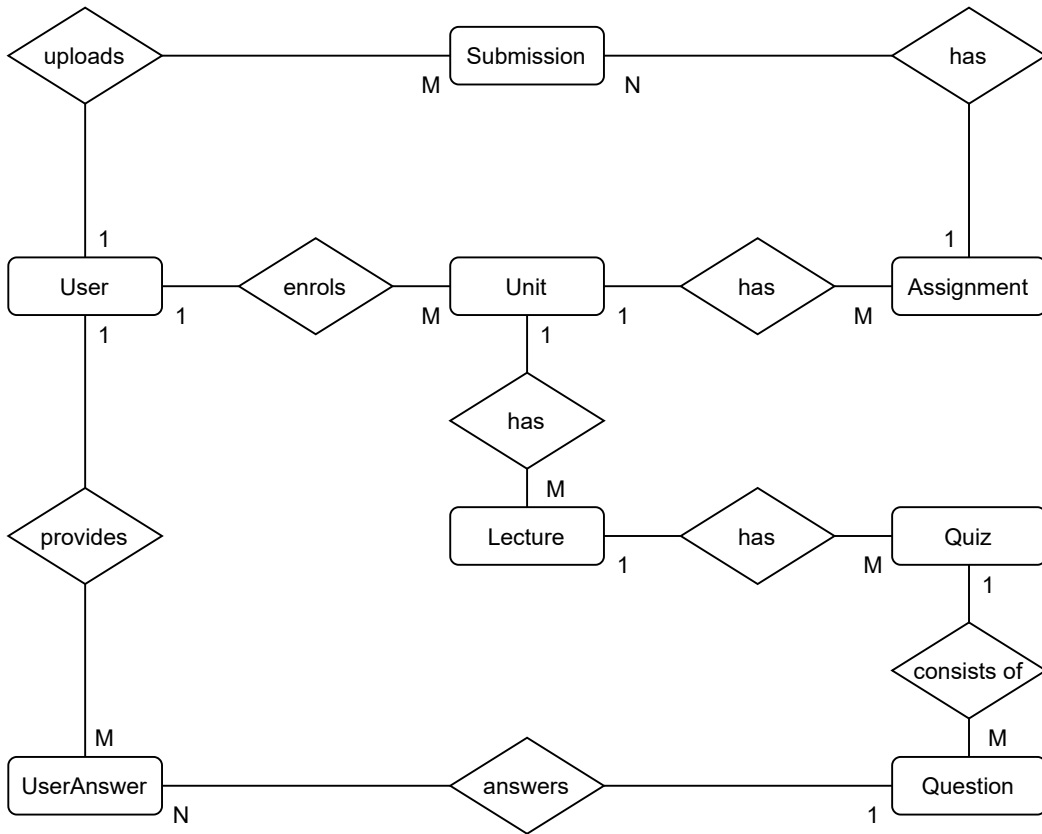 uploads
Submission
has
M
N
1
1
User
enrols
Unit
has
Assignment
1
1
M
1
1
M
has
M
provides
Lecture
has
Quiz
1
M
1
consists of
M
M
UserAnswer
answers
Question
N
1